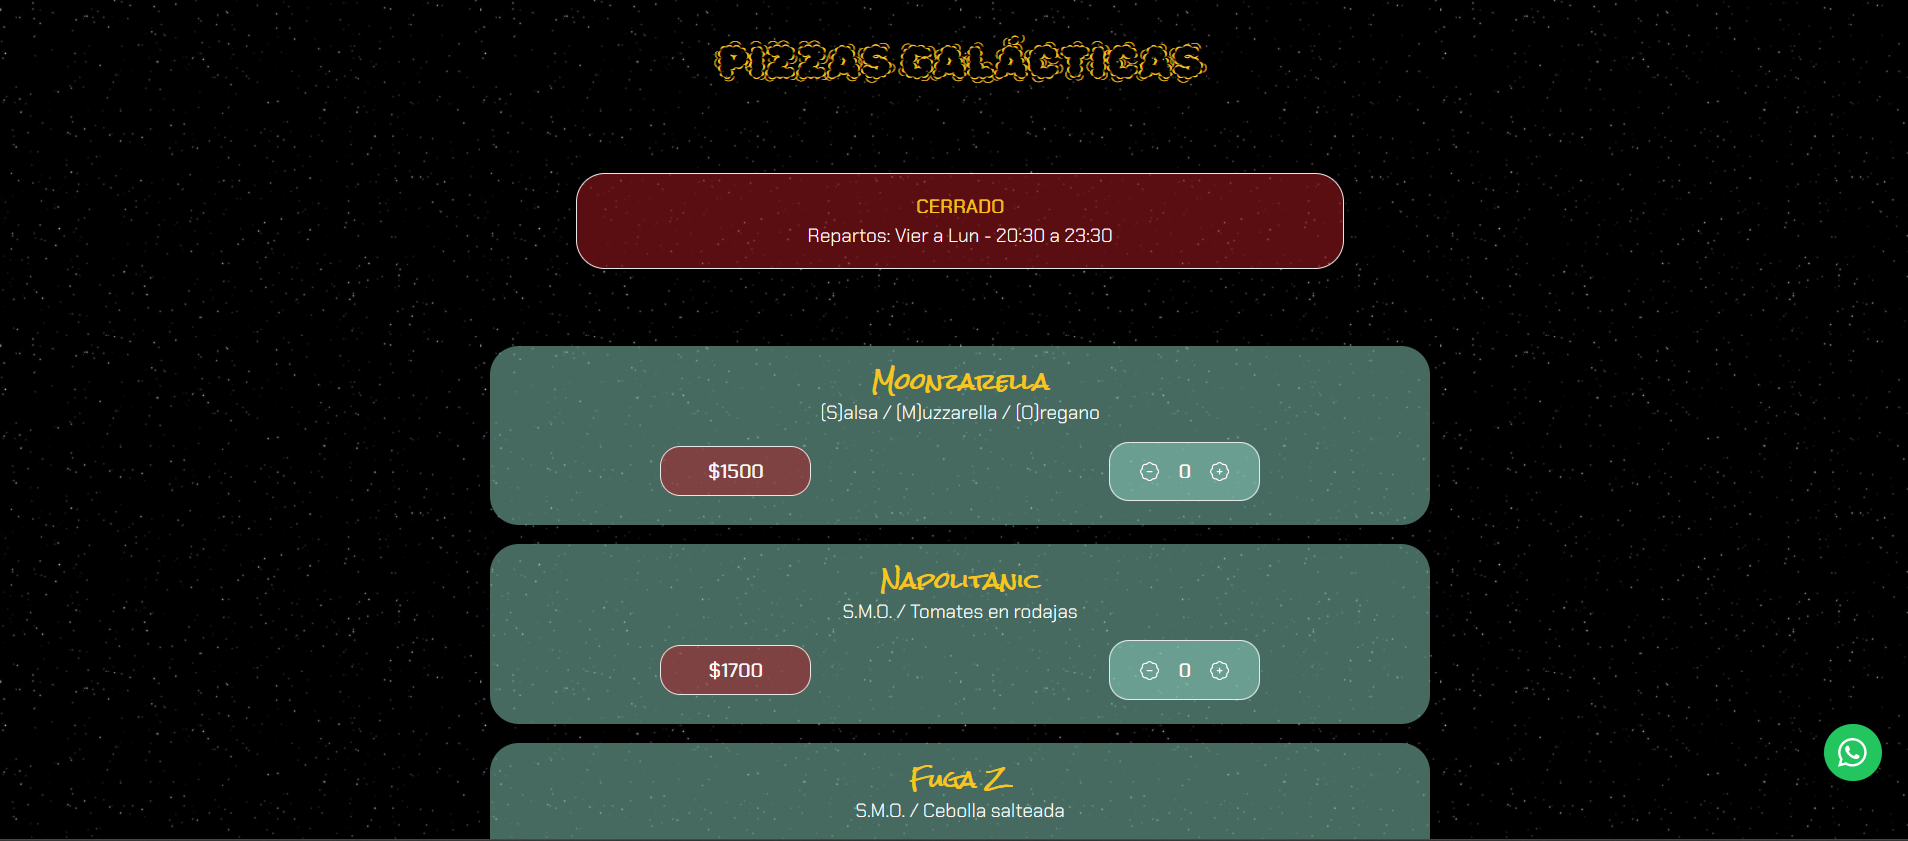 PIZZAS GALÁCTICAS
CERRADO
Repartos: Vier a Lun - 20:30 a 23:30
Moonzarella
(S)alsa / (M)uzzarella / (O)regano
$1500
0
Napolitanic
S.M.O. / Tomates en rodajas
$1700
0
Fuga Z
S.M.O. / Cebolla salteada